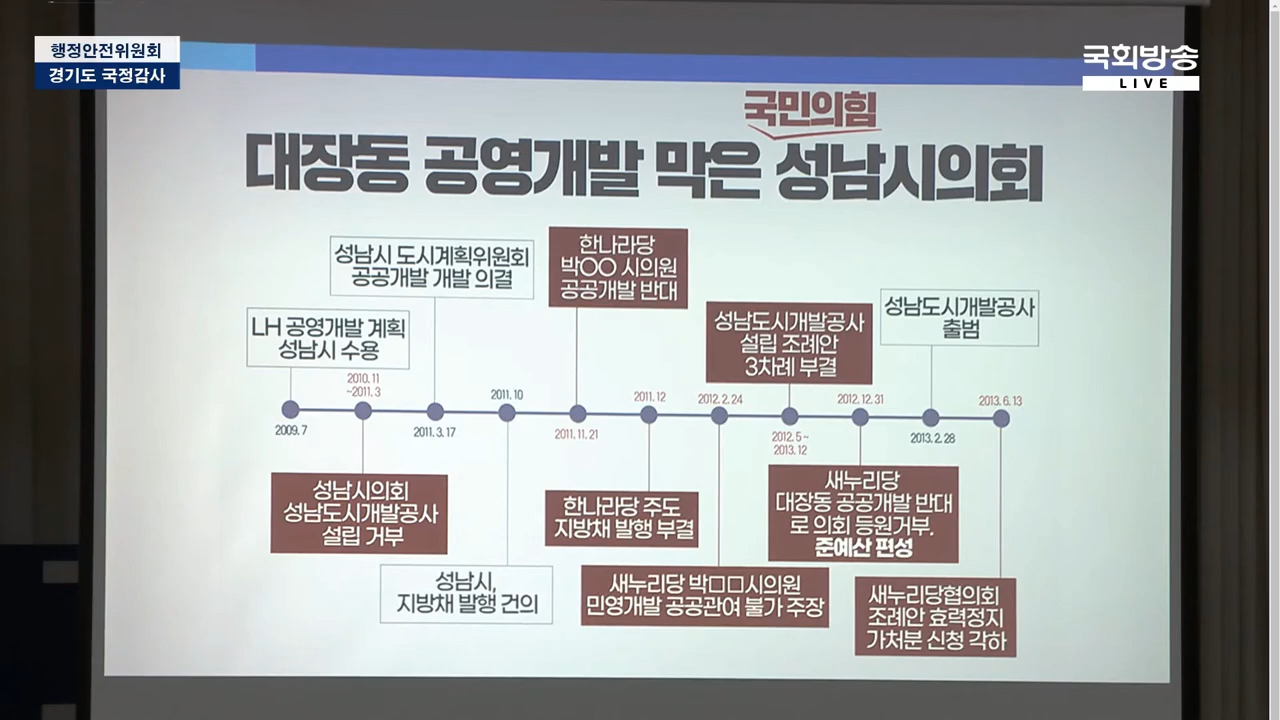 행정안전위원회
경기도 국정감사
국회방송
LIVE
국민의힘
대장동 공영개발 막은 성남시의회
LH 공영개발 계획
성남시 수용
2009. 7
2010. 11
~2011. 3
성남시의회
성남도시개발공사
설립 거부
성남시 도시계획위원회
공공개발 개발 의결
2011. 3. 17
2011. 10
성남시,
지방채 발행 건의
한나라당
박○○ 시의원
공공개발 반대
2011. 11. 21
2011. 12
한나라당 주도
지방채 발행 부결
2012. 2. 24
새누리당 박□□시의원
민영개발 공공관여 불가 주장
성남도시개발공사
설립 조례안
3차례 부결
2012. 5 ~
2013. 12
2012. 12. 31
새누리당
대장동 공공개발 반대
로 의회 등원거부.
준예산 편성
성남도시개발공사
출범
2013. 2. 28
2013. 6. 13
새누리당협의회
조례안 효력정지
가처분 신청 각하